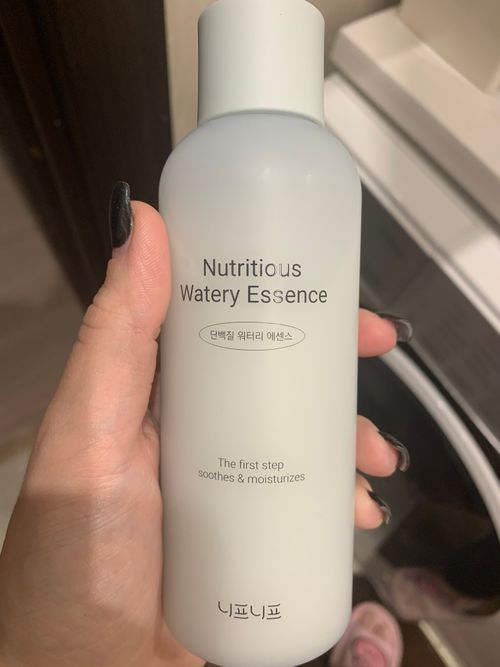 Nutritious
Watery Essence
단백질 워터리 에센스
The first step
soothes & moisturizes
니프니프